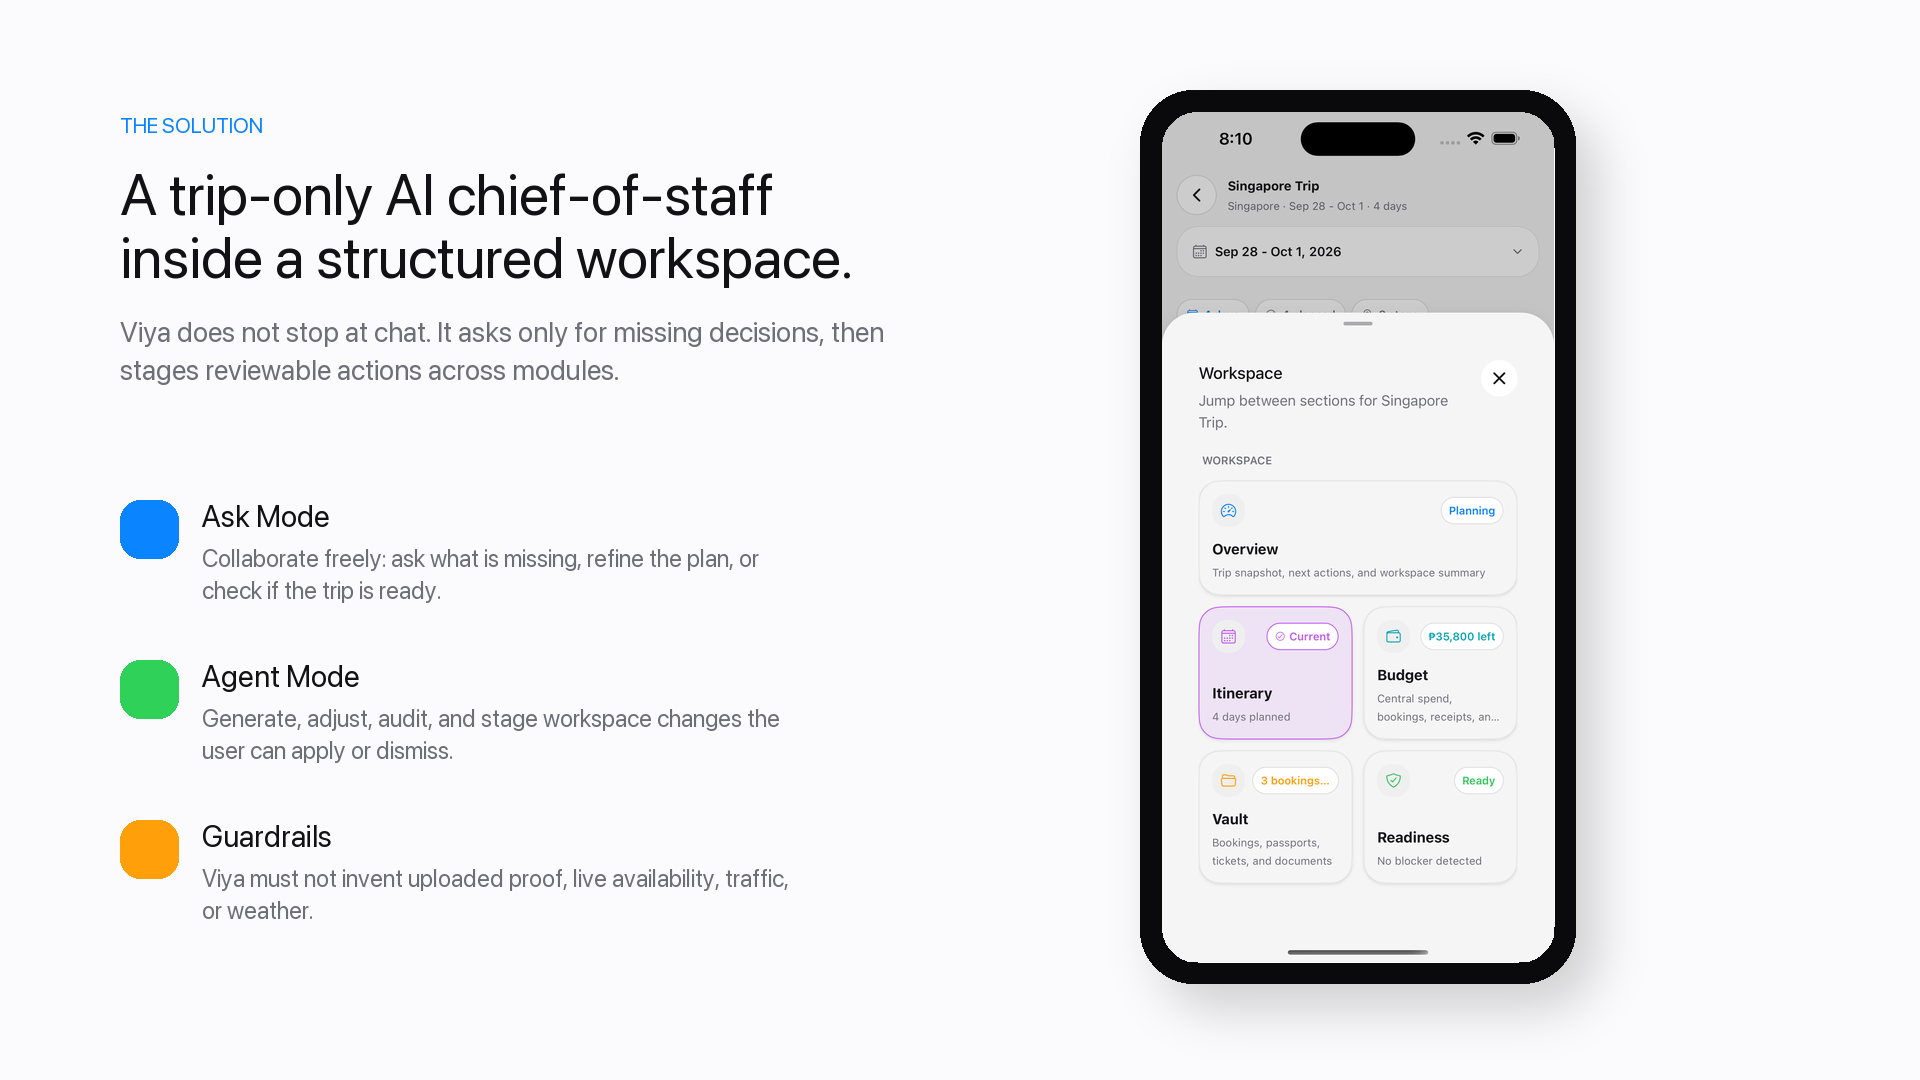 THE SOLUTION
A trip-only AI chief-of-staff
inside a structured workspace.
Viya does not stop at chat. It asks only for missing decisions, then
stages reviewable actions across modules.
Ask Mode
Collaborate freely: ask what is missing, refine the plan, or
check if the trip is ready.
Agent Mode
Generate, adjust, audit, and stage workspace changes the
user can apply or dismiss.
Guardrails
Viya must not invent uploaded proof, live availability, traffic,
or weather.
8:10
Singapore Trip
Singapore · Sep 28 - Oct 1 · 4 days
Sep 28 - Oct 1, 2026
Workspace
Jump between sections for Singapore
Trip.
WORKSPACE
Planning
Overview
Trip snapshot, next actions, and workspace summary
Current
Itinerary
4 days planned
₱35,800 left
Budget
Central spend,
bookings, receipts, an...
3 bookings...
Vault
Bookings, passports,
tickets, and documents
Ready
Readiness
No blocker detected